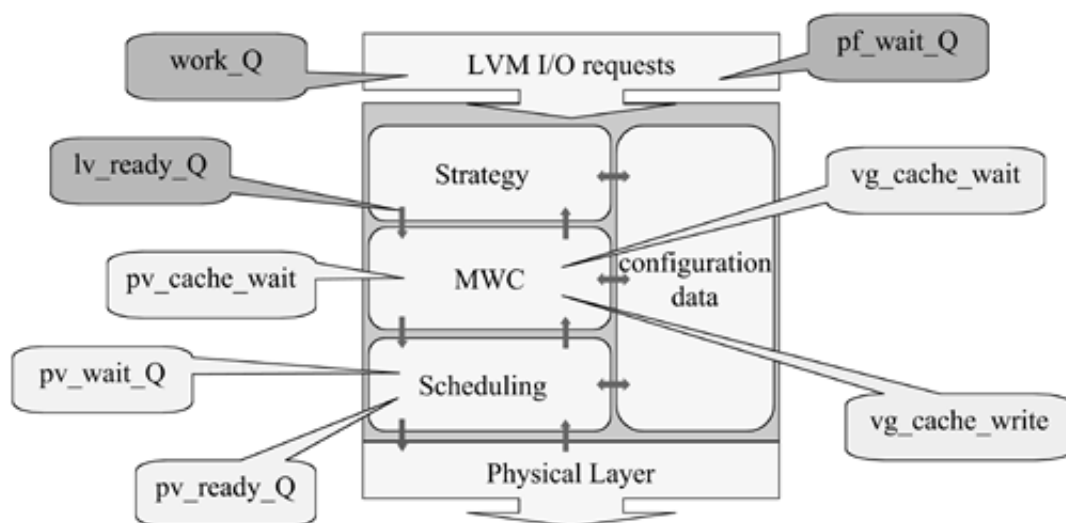 work_Q
LVM I/O requests
pf_wait_Q
lv_ready_Q
Strategy
vg_cache_wait
pv_cache_wait
MWC
configuration
data
pv_wait_Q
Scheduling
vg_cache_write
pv_ready_Q
Physical Layer